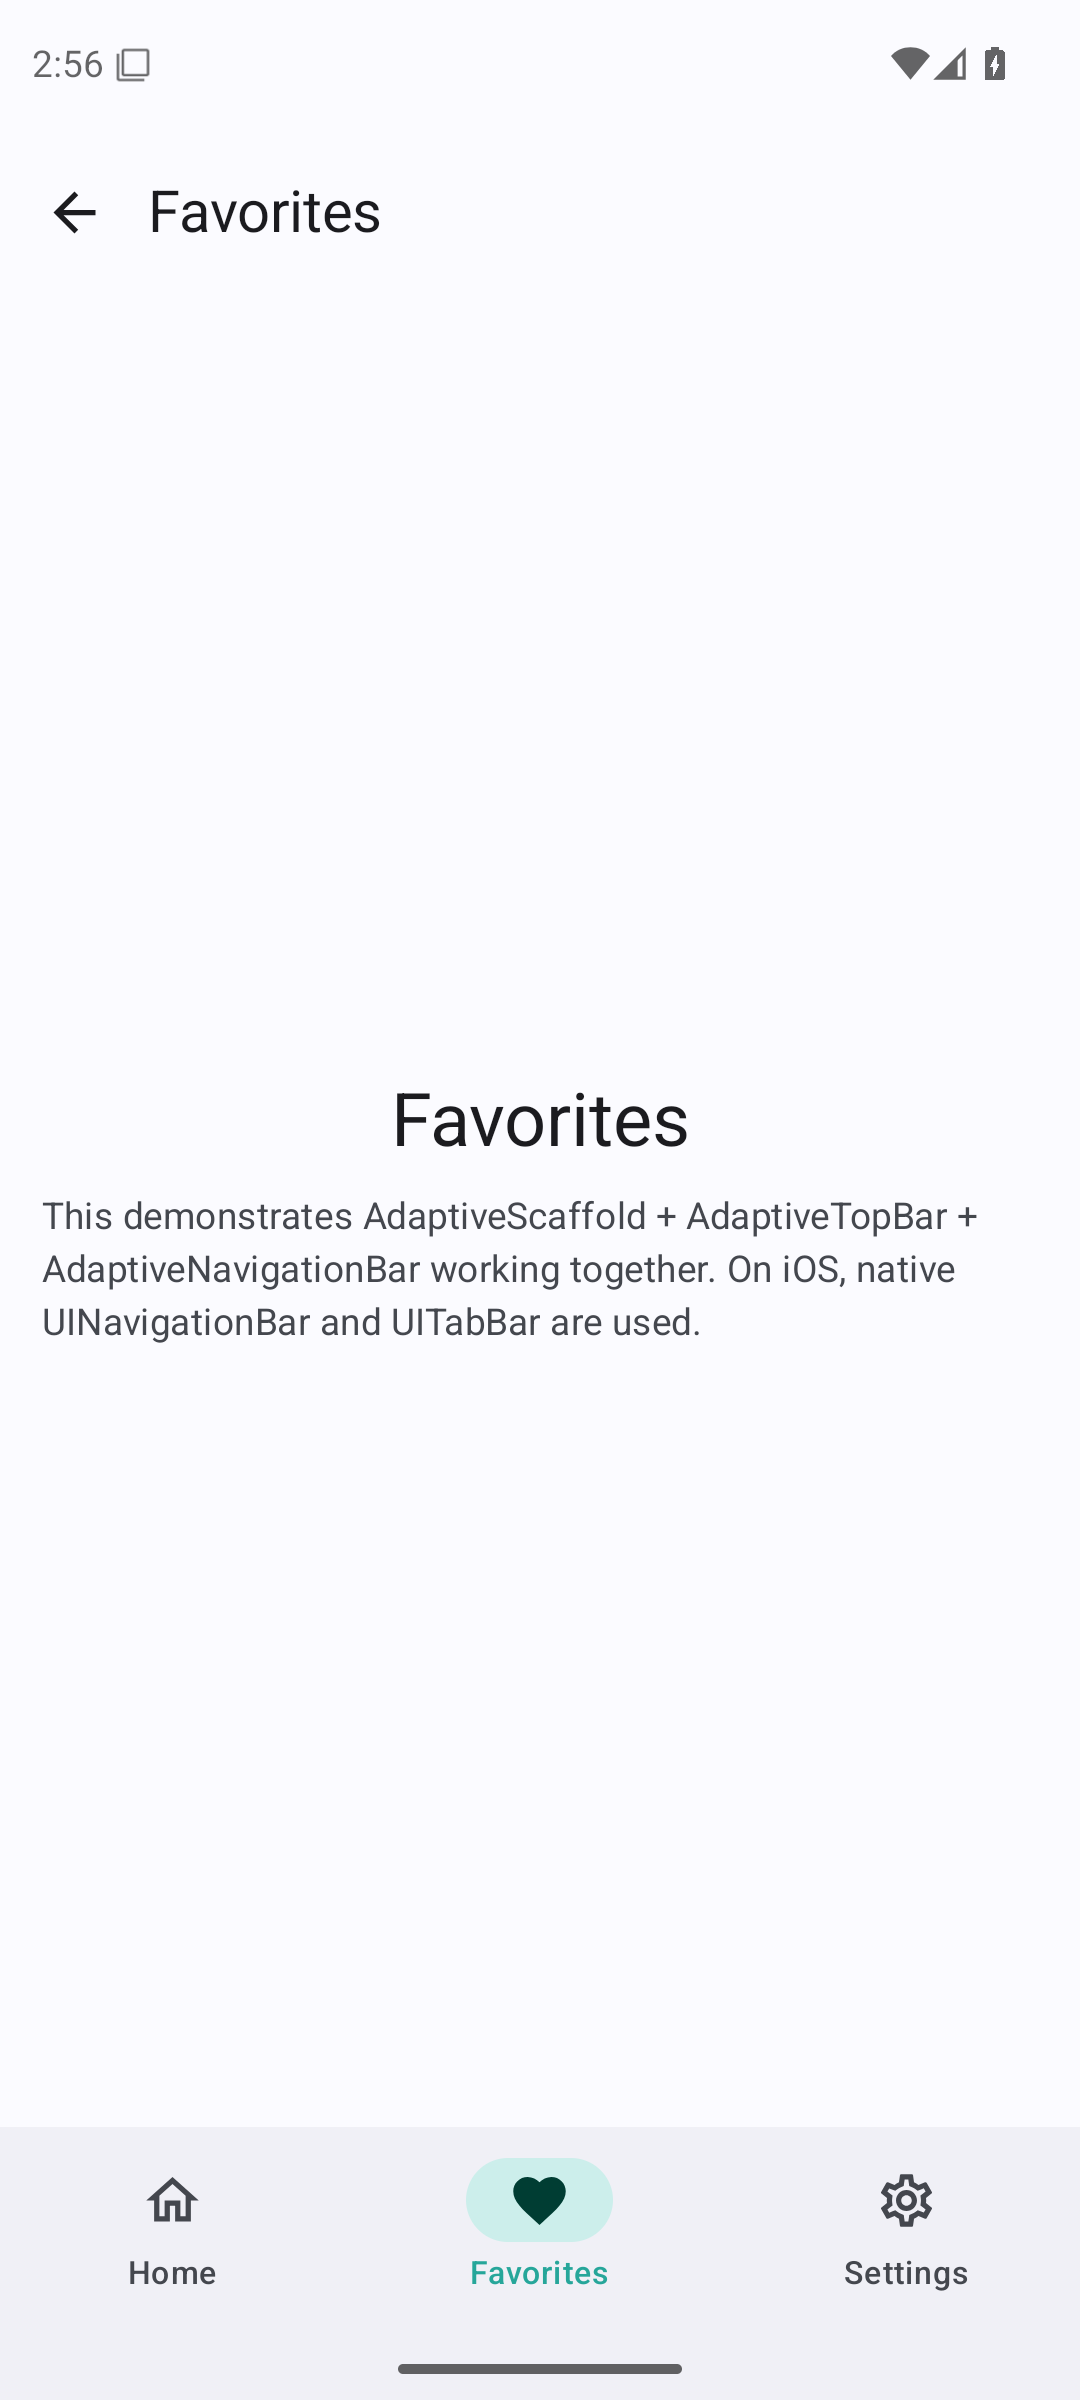 2:56
Favorites
Favorites
This demonstrates AdaptiveScaffold + AdaptiveTopBar +
AdaptiveNavigationBar working together. On iOS, native
UINavigationBar and UITabBar are used.
Home
Favorites
Settings